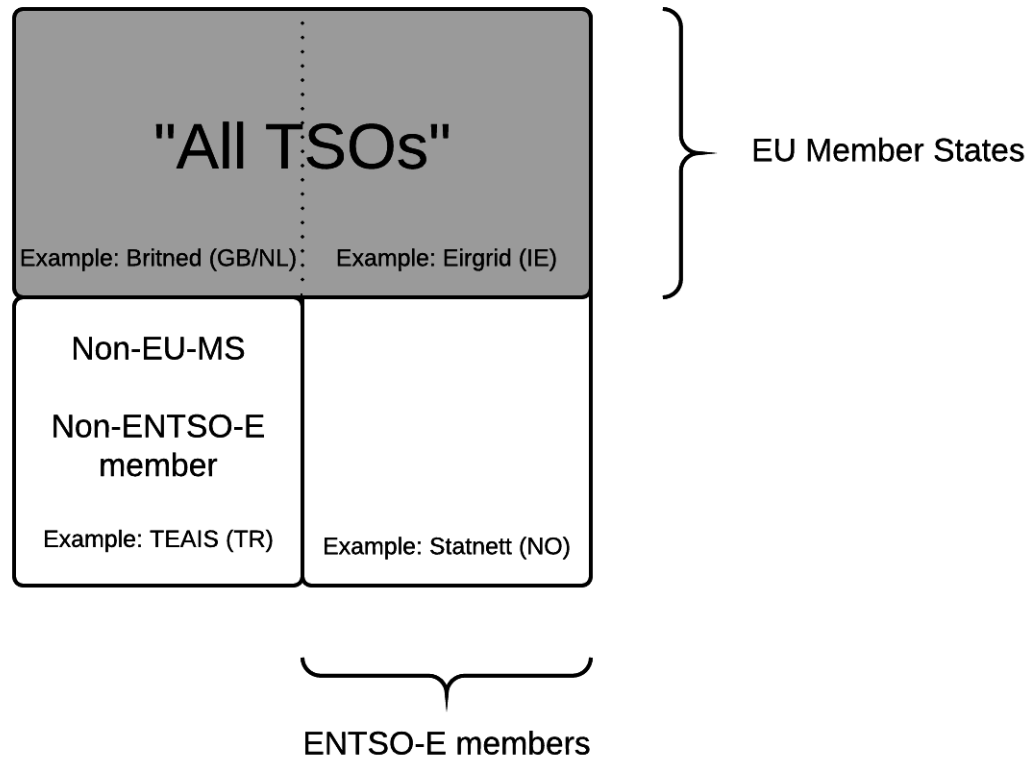 "All TSOs"
EU Member States
Example: Britned (GB/NL)
Example: Eirgrid (IE)
Non-EU-MS
Non-ENTSO-E
member
Example: TEAIS (TR)
Example: Statnett (NO)
ENTSO-E members